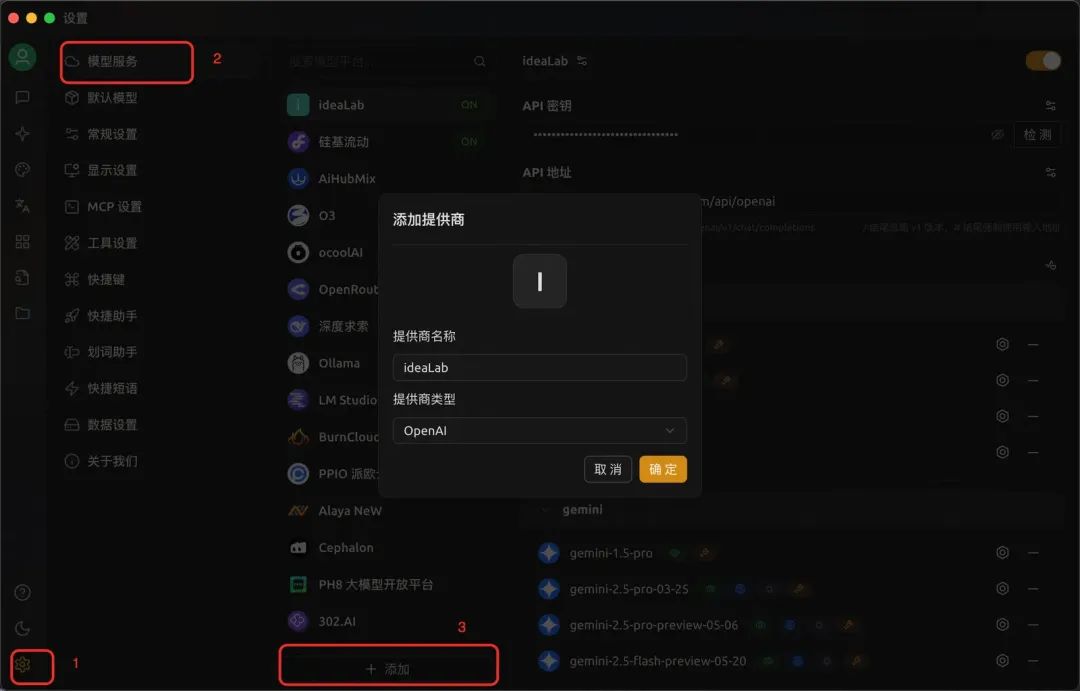 设置
模型服务
2
默认模型
常规设置
显示设置
MCP 设置
工具设置
快捷键
快捷助手
划词助手
快捷短语
数据设置
关于我们
1
搜索模型平台...
I
ideaLab
ON
硅基流动
ON
AiHubMix
O3
ocoolAI
OpenRout
深度求索
Ollama
LM Studio
BurnCloud
PPIO 派欧
Alaya NeW
Cephalon
PH8 大模型开放平台
302.AI
3
+ 添加
ideaLab
API 密钥
检 测
API 地址
m/api/openai
/v1/chat/completions
添加提供商
I
提供商名称
ideaLab
提供商类型
OpenAI
取 消
确 定
gemini
gemini-1.5-pro
gemini-2.5-pro-03-25
gemini-2.5-pro-preview-05-06
gemini-2.5-flash-preview-05-20